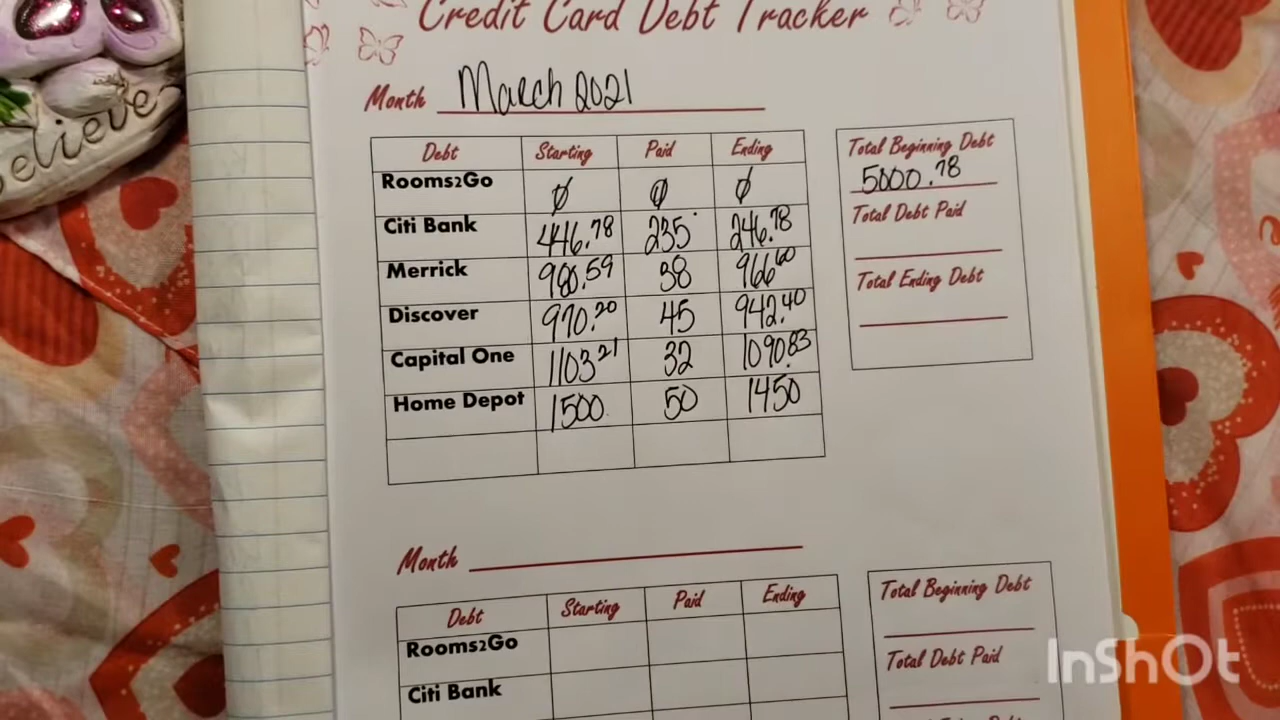 Credit Card Debt Tracker
Month March 2021
Debt Starting Paid Ending
Rooms2Go ∅ ∅ ∅
Citi Bank 446.78 235 246.78
Merrick 980.59 38 966.60
Discover 970.20 45 942.40
Capital One 1103 21 32 1090.83
Home Depot 1500 50 1450
Total Beginning Debt
5000.78
Total Debt Paid
Total Ending Debt
Month
Debt Starting Paid Ending
Rooms2Go
Citi Bank
Total Beginning Debt
Total Debt Paid
believe
InShOt